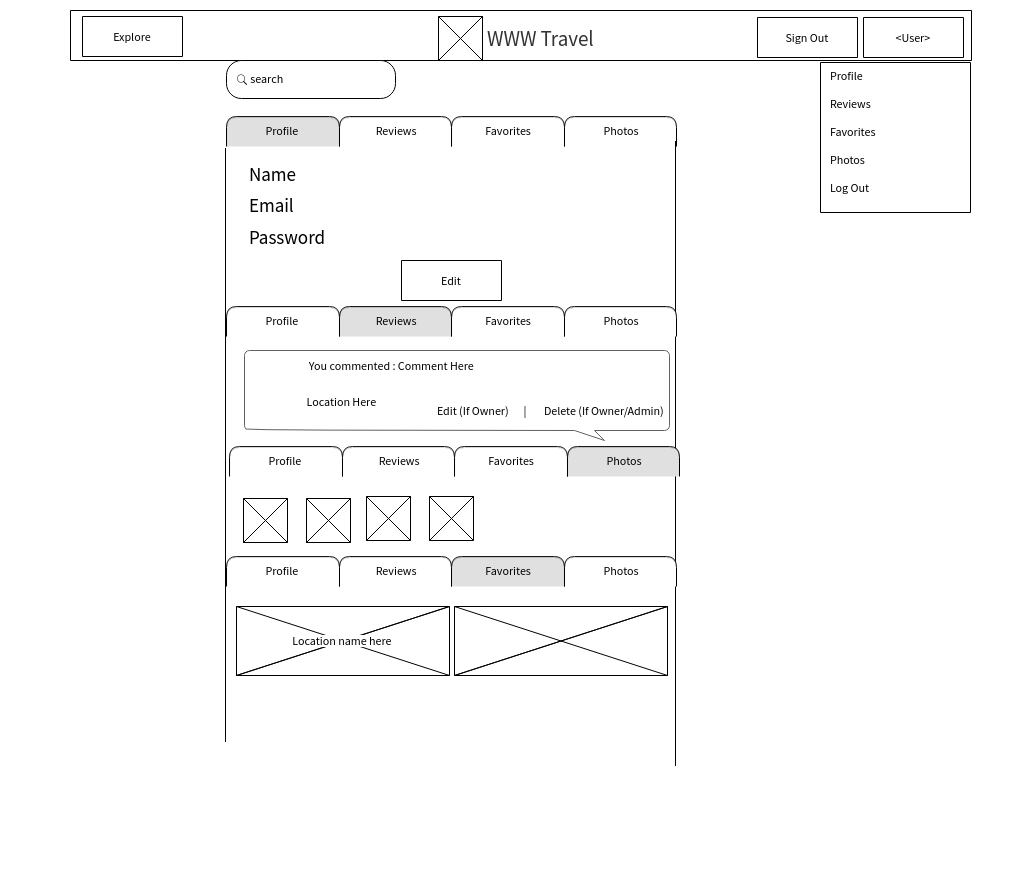 Explore
WWW Travel
Sign Out
<User>
search
Profile
Reviews
Favorites
Photos
Log Out
Profile Reviews Favorites Photos
Name
Email
Password
Edit
Profile Reviews Favorites Photos
You commented : Comment Here
Location Here
Edit (If Owner) | Delete (If Owner/Admin)
Profile Reviews Favorites Photos
Profile Reviews Favorites Photos
Location name here